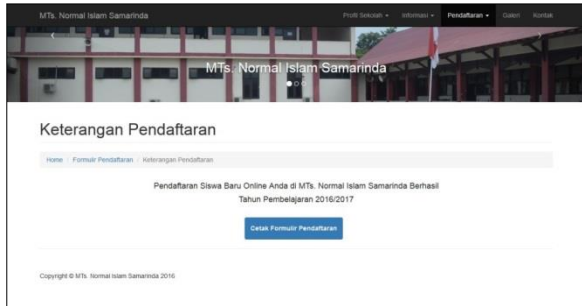 MTs. Normal Islam Samarinda
Profil Sekolah
Informasi
Pendaftaran
Galeri
Kontak
MTs. Normal Islam Samarinda
Keterangan Pendaftaran
Home / Formulir Pendaftaran / Keterangan Pendaftaran
Pendaftaran Siswa Baru Online Anda di MTs. Normal Islam Samarinda Berhasil
Tahun Pembelajaran 2016/2017
Cetak Formulir Pendaftaran
Copyright © MTs. Normal Islam Samarinda 2016